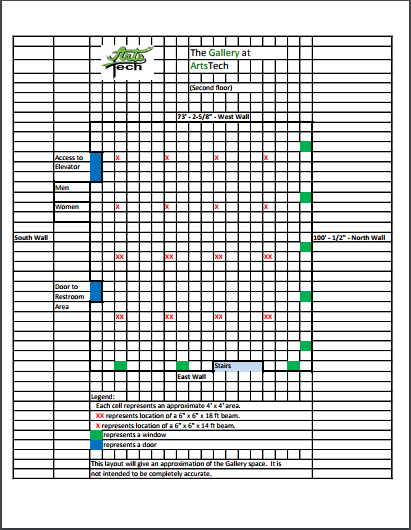 Arts
Tech
The Gallery at
ArtsTech
(Second floor)
73' - 2-5/8" - West Wall
Access to X X X X
Elevator
Men
Women X X X X
South Wall 100' - 1/2" - North Wall
XX XX XX XX
Door to
Restroom
Area XX XX XX XX
Stairs
East Wall
Legend:
Each cell represents an approximate 4' x 4' area.
XX represents location of a 6" x 6" x 18 ft beam.
X represents location of a 6" x 6" x 14 ft beam.
represents a window
represents a door
This layout will give an approximation of the Gallery space. It is
not intended to be completely accurate.